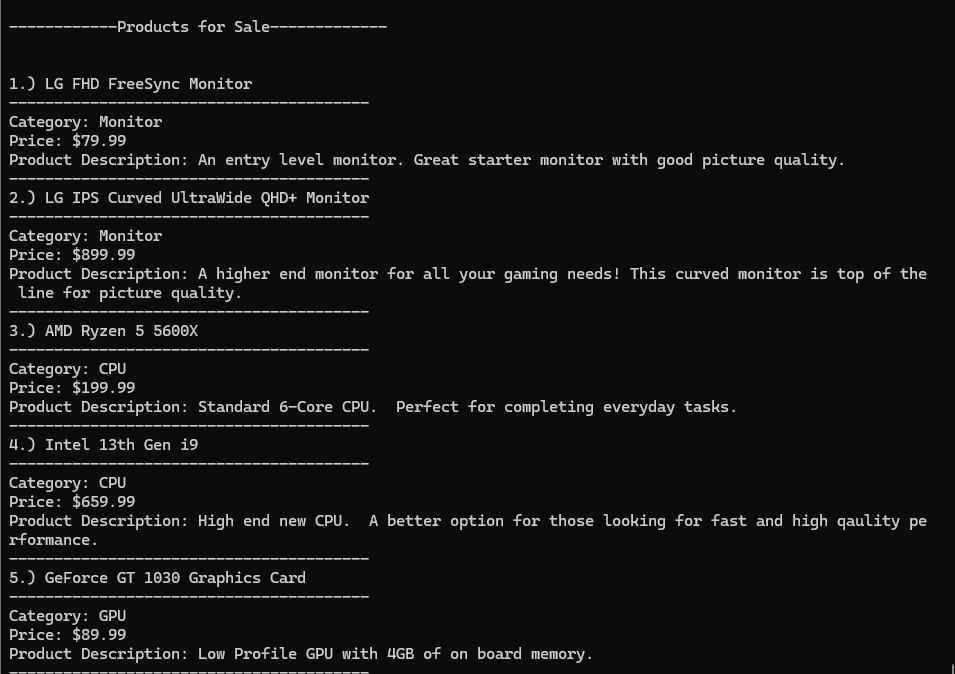 ------------Products for Sale-------------
1.) LG FHD FreeSync Monitor
----------------------------------------
Category: Monitor
Price: $79.99
Product Description: An entry level monitor. Great starter monitor with good picture quality.
----------------------------------------
2.) LG IPS Curved UltraWide QHD+ Monitor
----------------------------------------
Category: Monitor
Price: $899.99
Product Description: A higher end monitor for all your gaming needs! This curved monitor is top of the
 line for picture quality.
----------------------------------------
3.) AMD Ryzen 5 5600X
----------------------------------------
Category: CPU
Price: $199.99
Product Description: Standard 6-Core CPU.  Perfect for completing everyday tasks.
----------------------------------------
4.) Intel 13th Gen i9
----------------------------------------
Category: CPU
Price: $659.99
Product Description: High end new CPU.  A better option for those looking for fast and high qaulity pe
rformance.
----------------------------------------
5.) GeForce GT 1030 Graphics Card
----------------------------------------
Category: GPU
Price: $89.99
Product Description: Low Profile GPU with 4GB of on board memory.
----------------------------------------